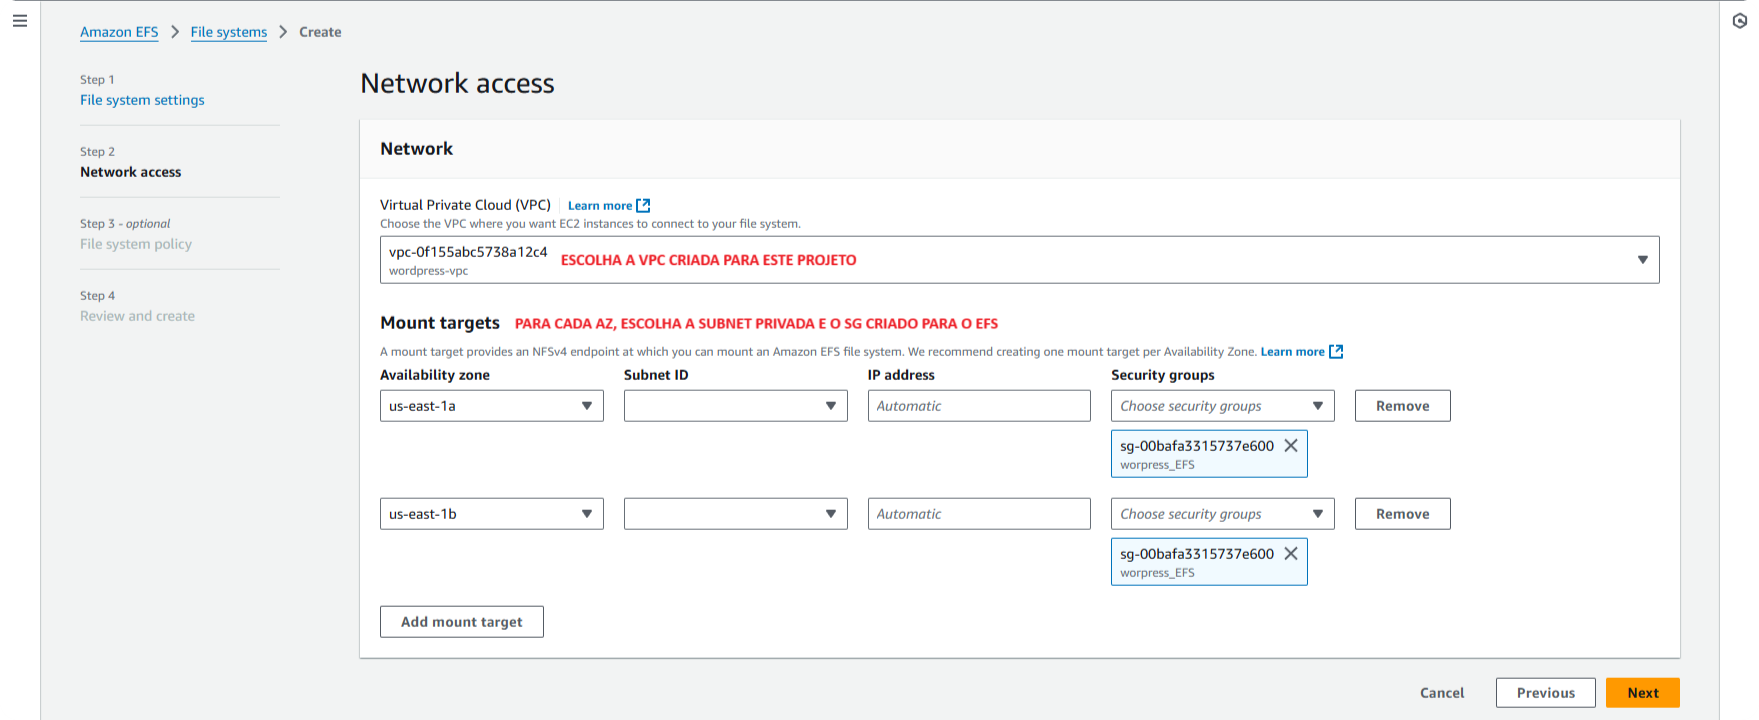 Amazon EFS > File systems > Create
Step 1
File system settings
Step 2
Network access
Step 3 - optional
File system policy
Step 4
Review and create
Network access
Network
Virtual Private Cloud (VPC) Learn more
Choose the VPC where you want EC2 instances to connect to your file system.
vpc-0f155abc5738a12c4
wordpress-vpc
ESCOLHA A VPC CRIADA PARA ESTE PROJETO
Mount targets PARA CADA AZ, ESCOLHA A SUBNET PRIVADA E O SG CRIADO PARA O EFS
A mount target provides an NFSv4 endpoint at which you can mount an Amazon EFS file system. We recommend creating one mount target per Availability Zone. Learn more
Availability zone Subnet ID IP address Security groups
us-east-1a Automatic Choose security groups Remove
sg-00bafa3315737e600
worpress_EFS
us-east-1b Automatic Choose security groups Remove
sg-00bafa3315737e600
worpress_EFS
Add mount target
Cancel Previous Next